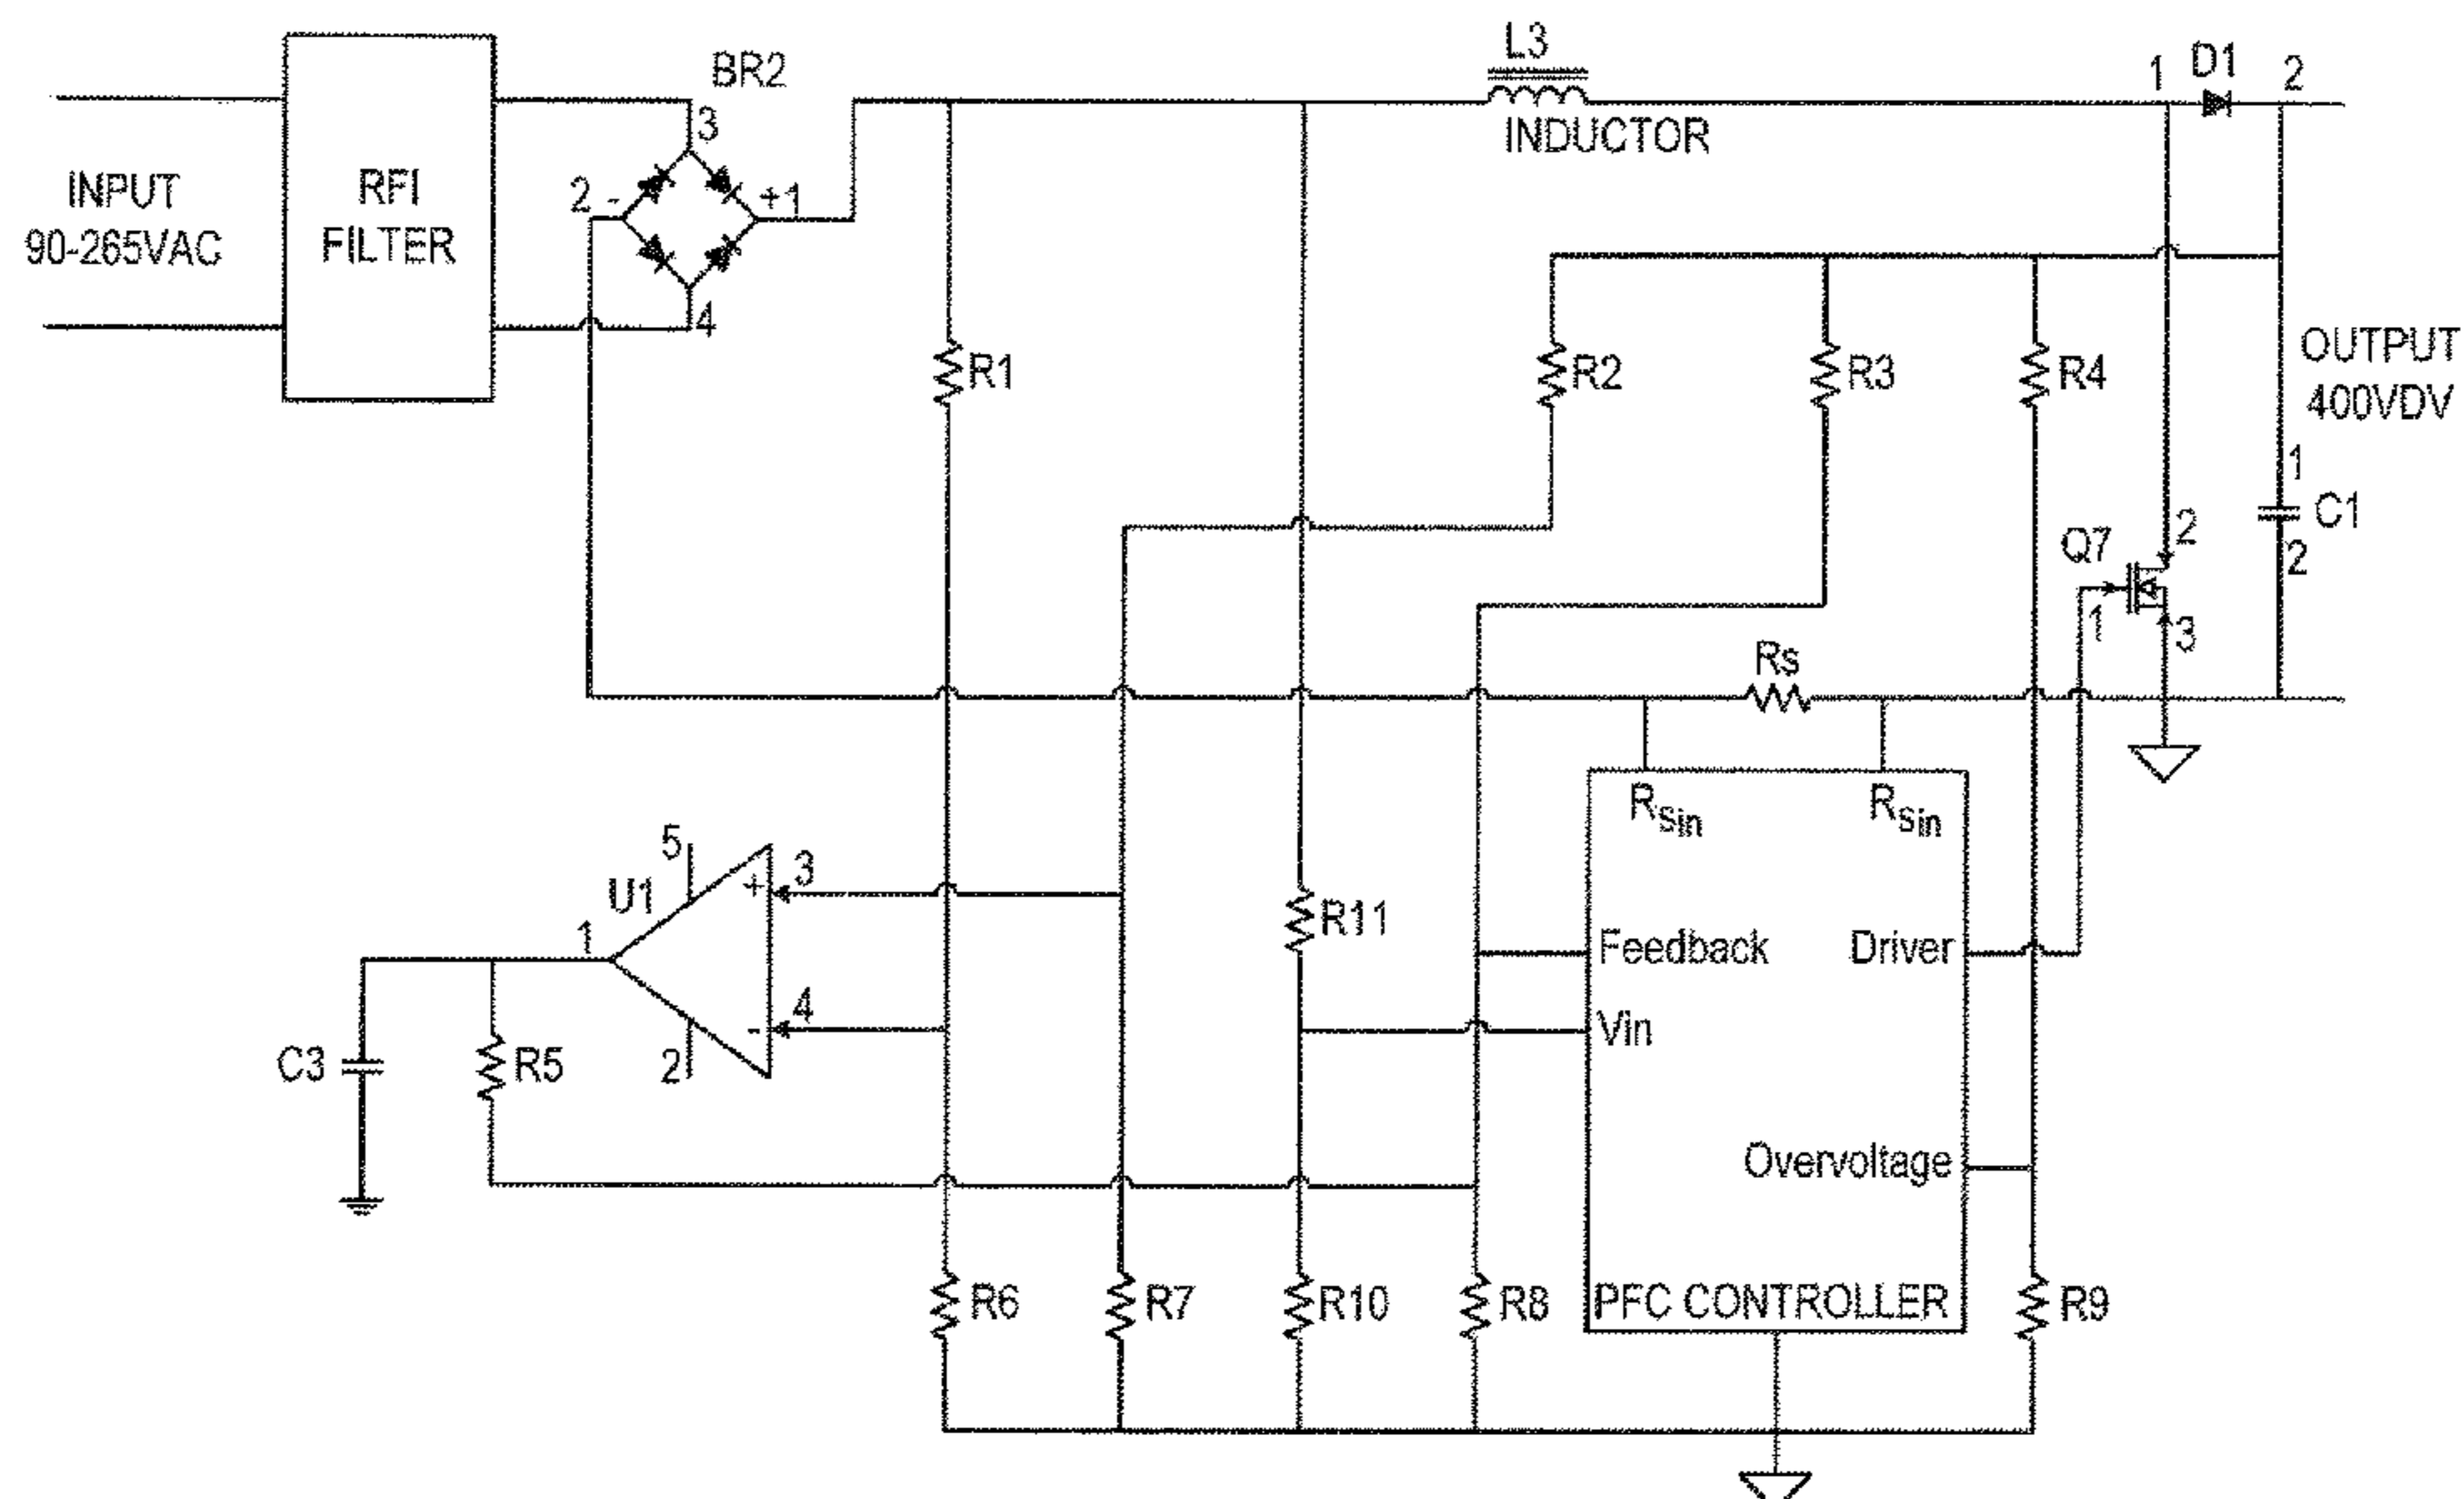 L3
BR2
1
D1
2
3
INDUCTOR
INPUT
90-265VAC
RFI
FILTER
2 -
+1
4
R1
R2
R3
R4
OUTPUT
400VDV
1
C1
2
Q7
2
1
3
Rs
Rsin
Rsin
5
U1
+
3
1
R11
Feedback
Driver
-
4
Vin
C3
R5
2
Overvoltage
R6
R7
R10
R8
PFC CONTROLLER
R9